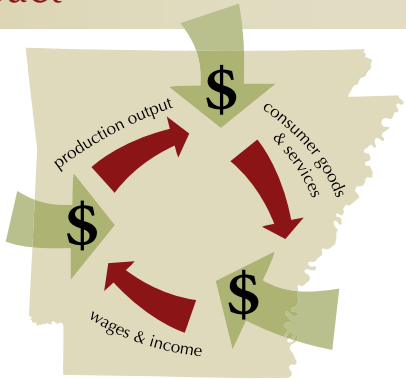 $
production output
consumer goods
& services
$
$
wages & income